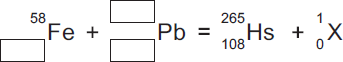 ⁵⁸Fe + Pb = ²⁶⁵₁₀₈Hs + ¹₀X